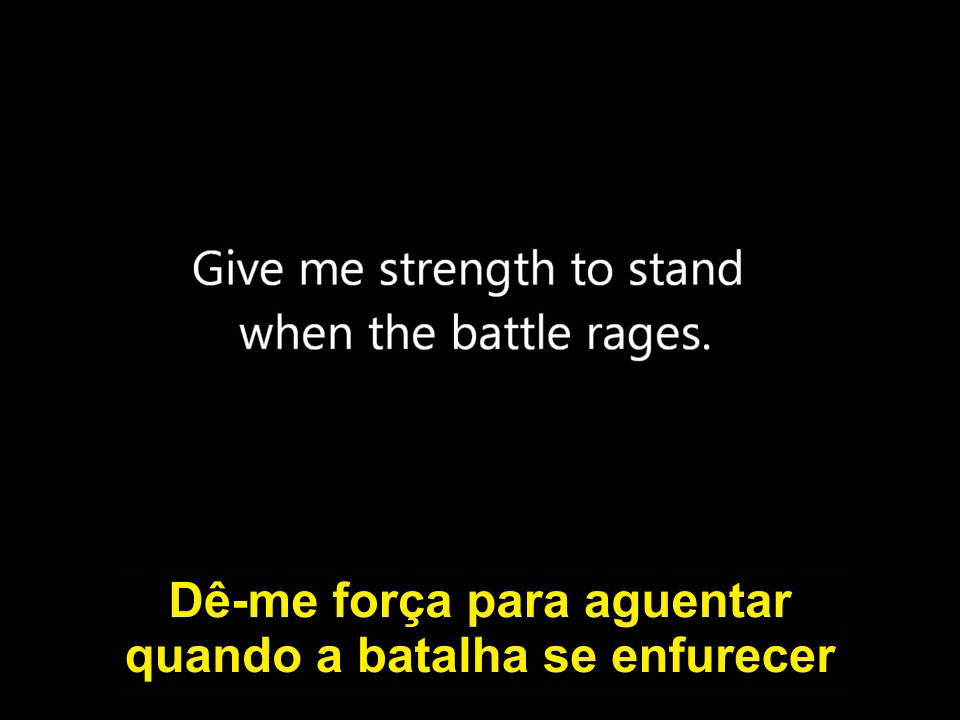 Give me strength to stand
when the battle rages.
Dê-me força para aguentar
quando a batalha se enfurecer